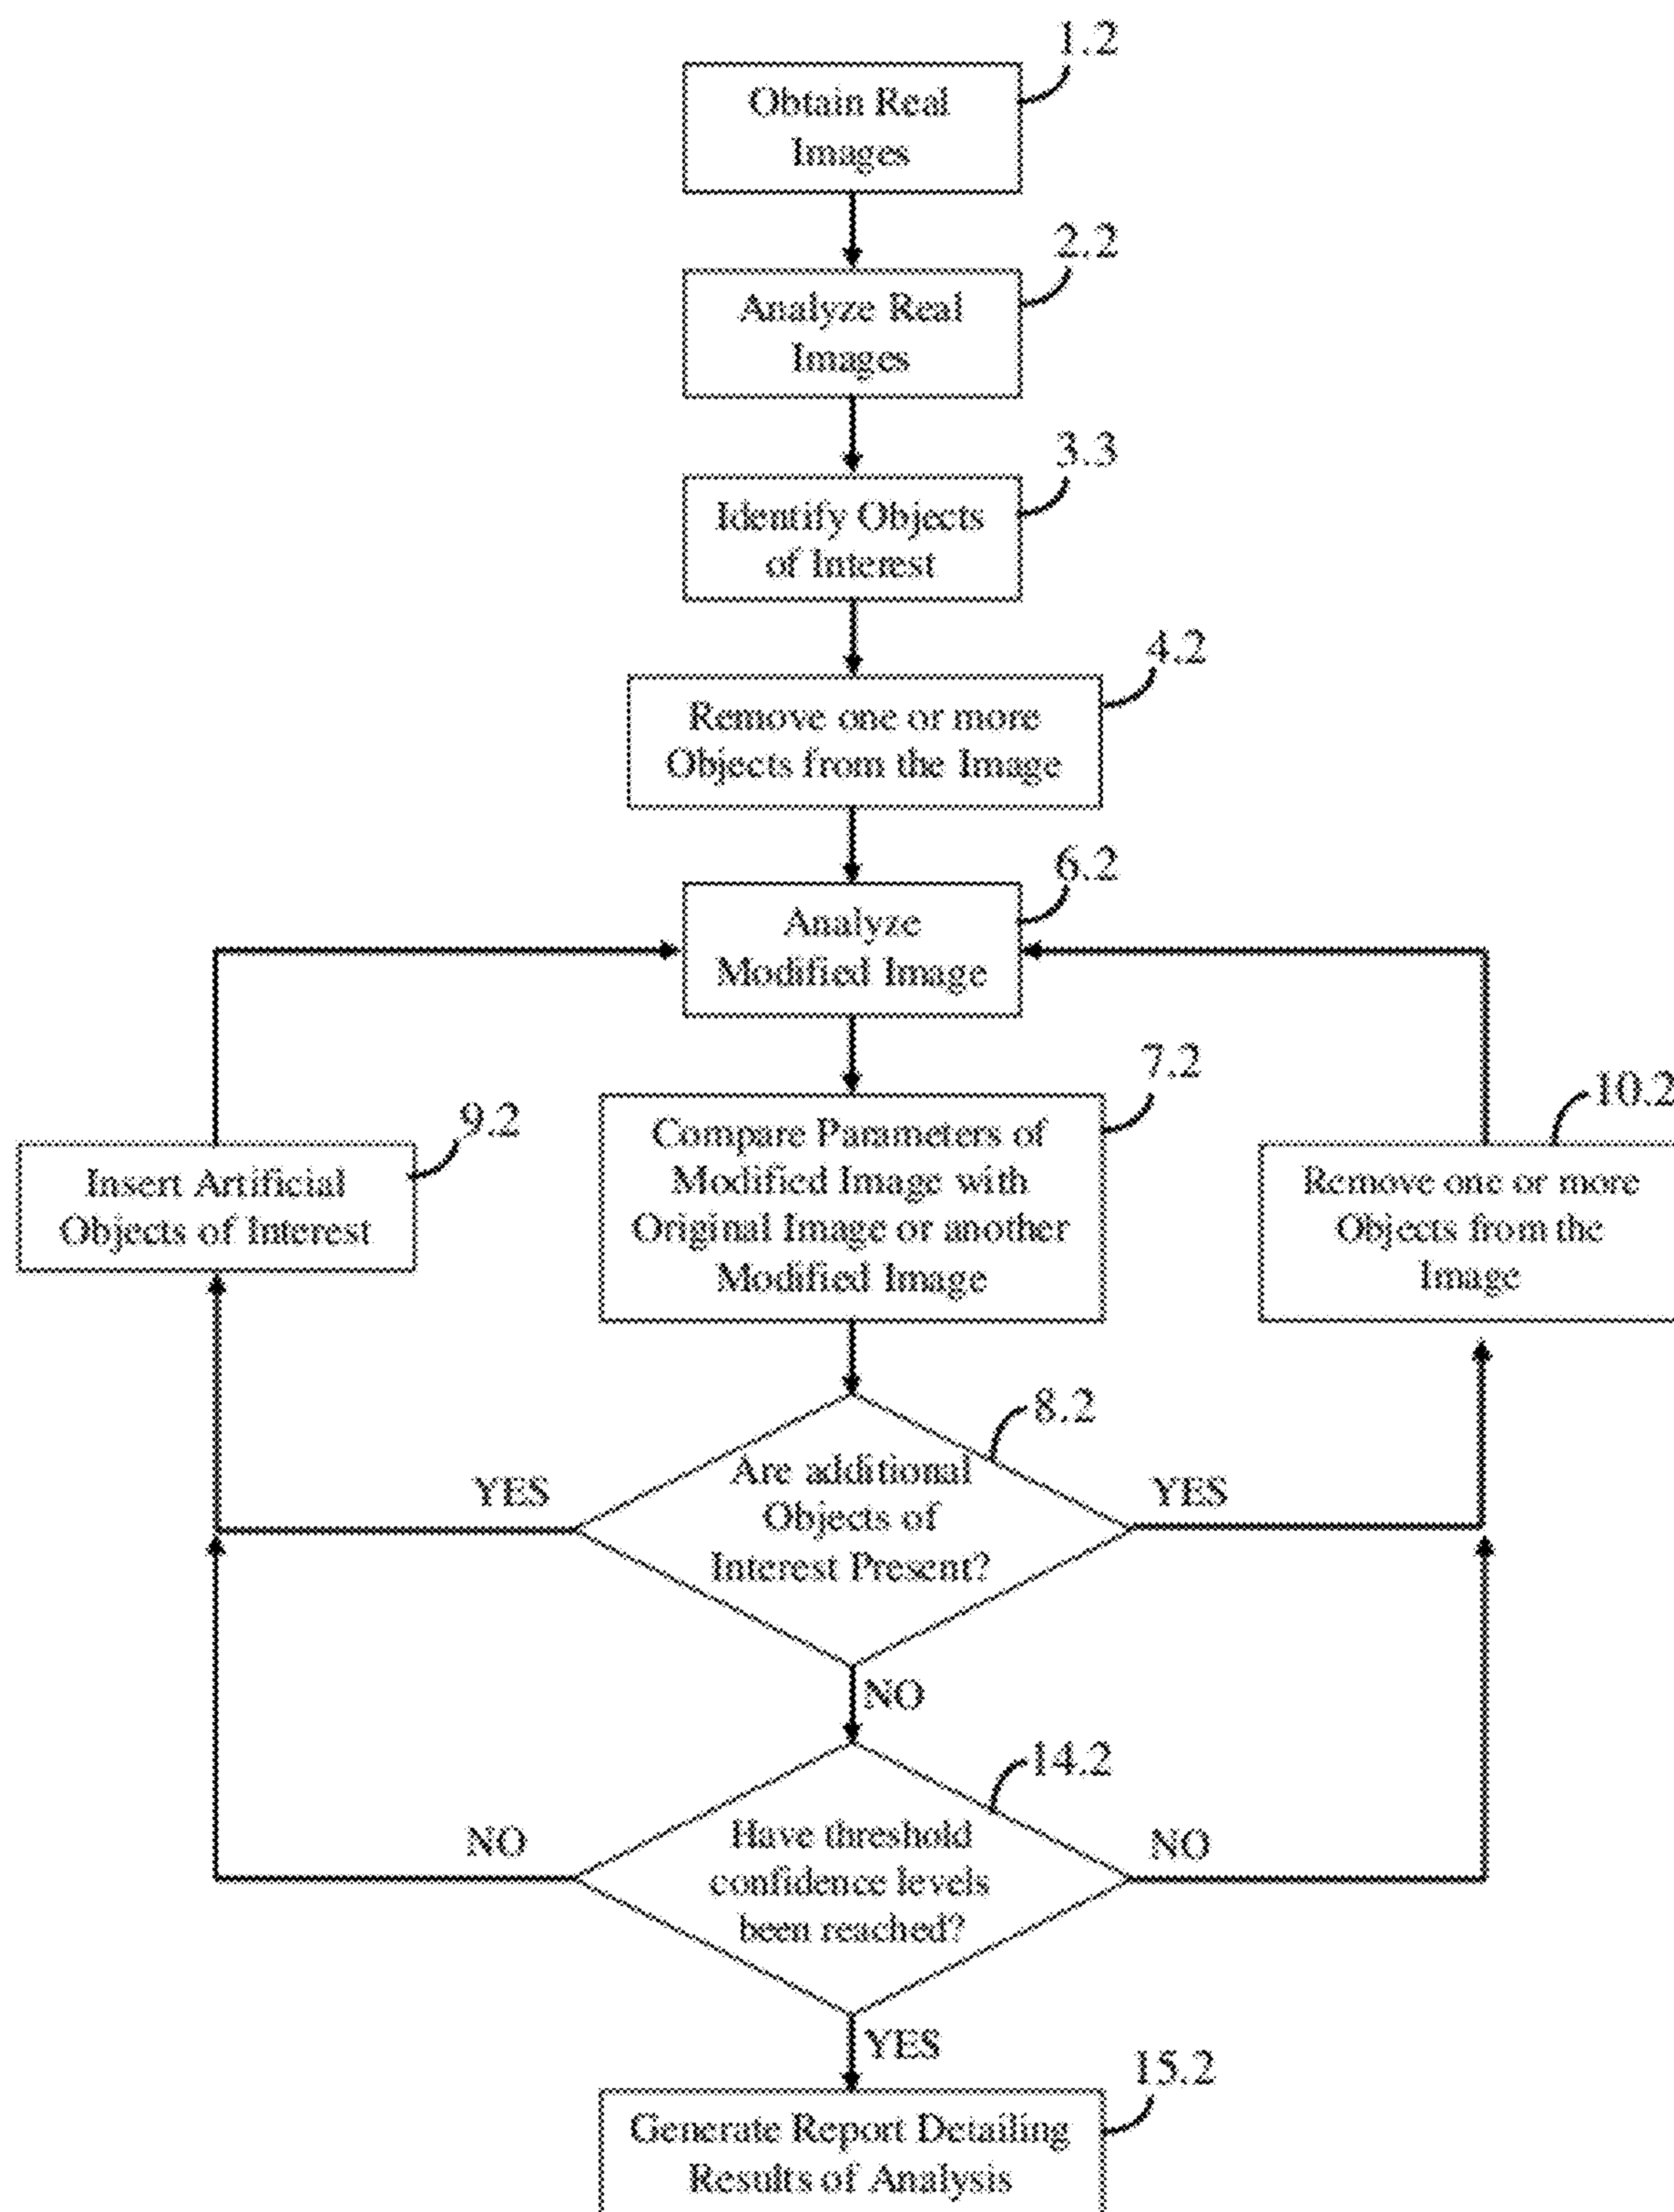 1.2
Obtain Real
Images
2.2
Analyze Real
Images
3.3
Identify Objects
of Interest
4.2
Remove one or more
Objects from the Image
6.2
Analyze
Modified Image
7.2
Compare Parameters of
Modified Image with
Original Image or another
Modified Image
9.2
Insert Artificial
Objects of Interest
10.2
Remove one or more
Objects from the
Image
8.2
Are additional
Objects of
Interest Present?
YES
YES
NO
14.2
Have threshold
confidence levels
been reached?
NO
NO
YES
15.2
Generate Report Detailing
Results of Analysis